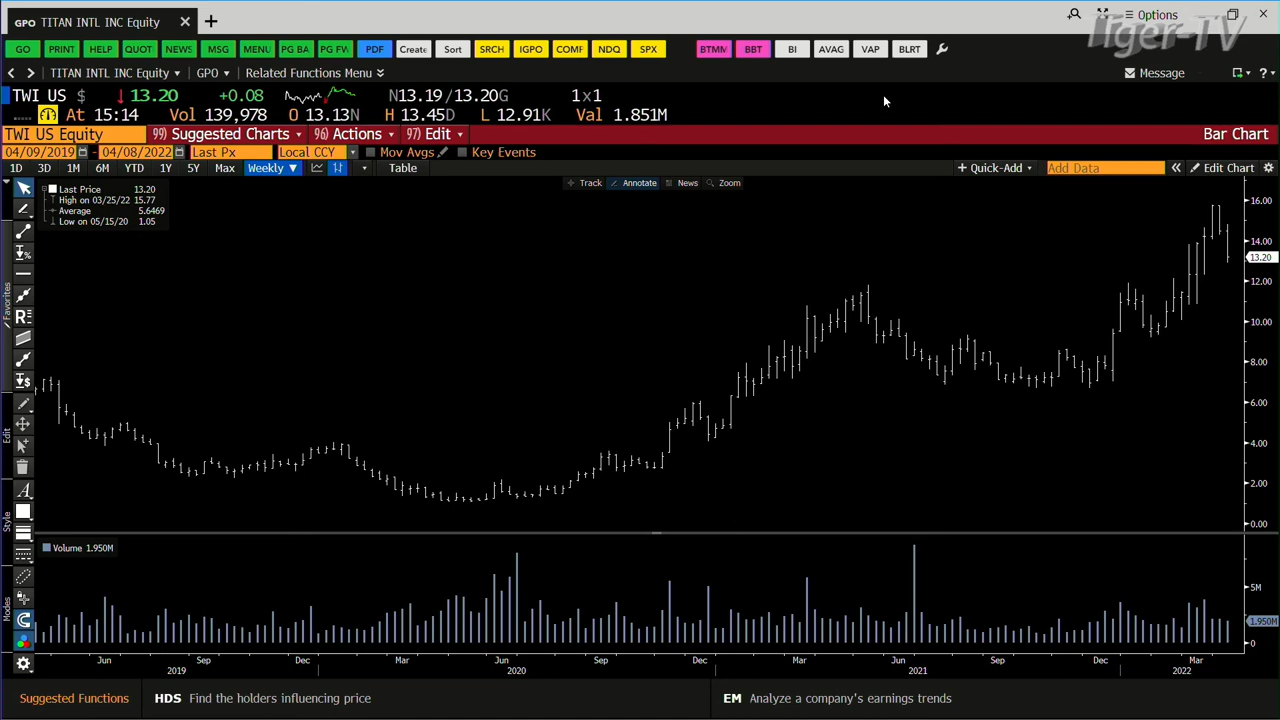 GPO TITAN INTL INC Equity
Options
Tiger-TV
GO PRINT HELP QUOT NEWS MSG MENU PG BA PG FW PDF Create Sort SRCH IGPO COMF NDQ SPX BTMM BBT BI AVAG VAP BLRT
TITAN INTL INC Equity GPO Related Functions Menu Message ?
TWI US $ 13.20 +0.08 N13.19/13.20G 1x1
At 15:14 Vol 139,978 O 13.13N H 13.45D L 12.91K Val 1.851M
TWI US Equity 99) Suggested Charts 96) Actions 97) Edit Bar Chart
04/09/2019 - 04/08/2022 Last Px Local CCY Mov Avgs Key Events
1D 3D 1M 6M YTD 1Y 5Y Max Weekly ▼ Table + Quick-Add Add Data « Edit Chart
Track Annotate News Zoom
Last Price 13.20
High on 03/25/22 15.77
Average 5.6469
Low on 05/15/20 1.05
16.00
14.00
13.20
12.00
10.00
8.00
6.00
4.00
2.00
0.00
Favorites
Edit
Style
Modes
Volume 1.950M
5M
1.950M
0
Jun Sep Dec Mar Jun Sep Dec Mar Jun Sep Dec Mar
2019 2020 2021 2022
Suggested Functions HDS Find the holders influencing price EM Analyze a company's earnings trends